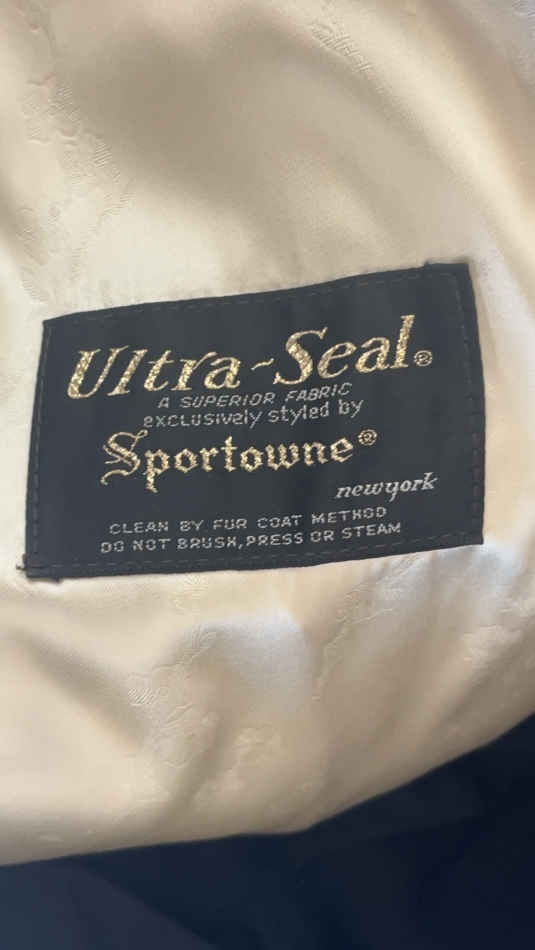 Ultra-Seal®
A SUPERIOR FABRIC
exclusively styled by
Sportowne®
newyork
CLEAN BY FUR COAT METHOD
DO NOT BRUSH, PRESS OR STEAM